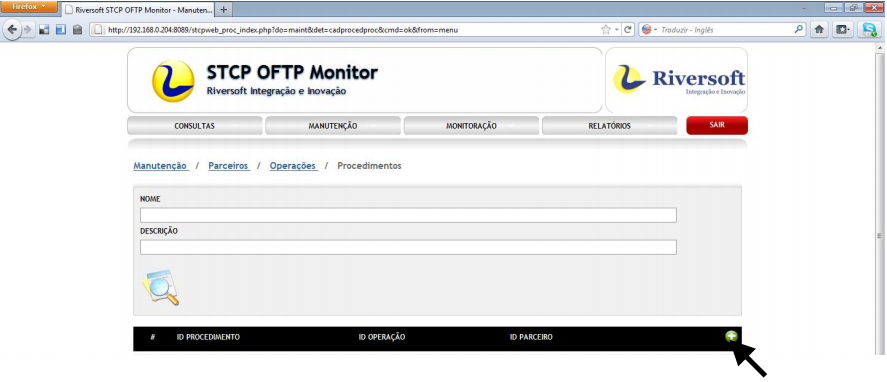 Firefox
Riversoft STCP OFTP Monitor - Manuten...
http://192.168.0.204:8089/stcpweb_proc_index.php?do=maint&det=cadprocedproc&cmd=ok&from=menu
Traduzir - Inglês
STCP OFTP Monitor
Riversoft Integração e Inovação
Riversoft
Integração e Inovação
CONSULTAS MANUTENÇÃO MONITORAÇÃO RELATÓRIOS SAIR
Manutenção / Parceiros / Operações / Procedimentos
NOME
DESCRIÇÃO
# ID PROCEDIMENTO ID OPERAÇÃO ID PARCEIRO